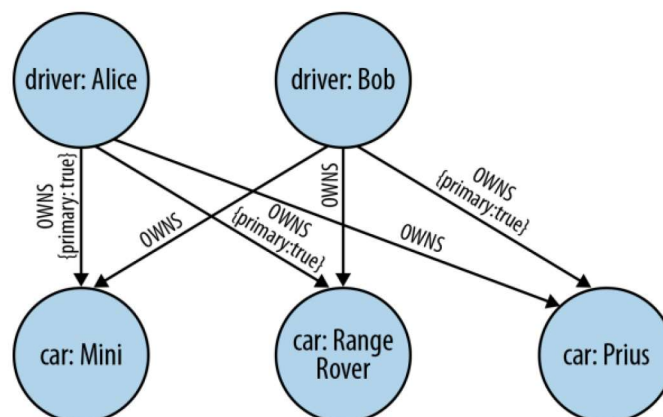 driver: Alice
driver: Bob
OWNS
{primary: true}
OWNS
OWNS
{primary:true}
OWNS
OWNS
OWNS
{primary:true}
car: Mini
car: Range
Rover
car: Prius